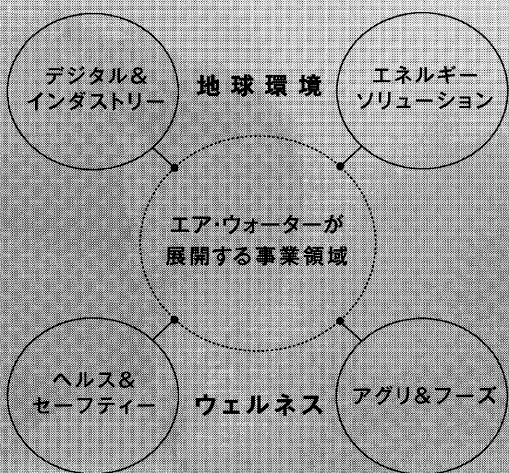 デジタル&
インダストリー
地球環境
エネルギー
ソリューション
エア・ウォーターが
展開する事業領域
ヘルス&
セーフティー
ウェルネス
アグリ&フーズ